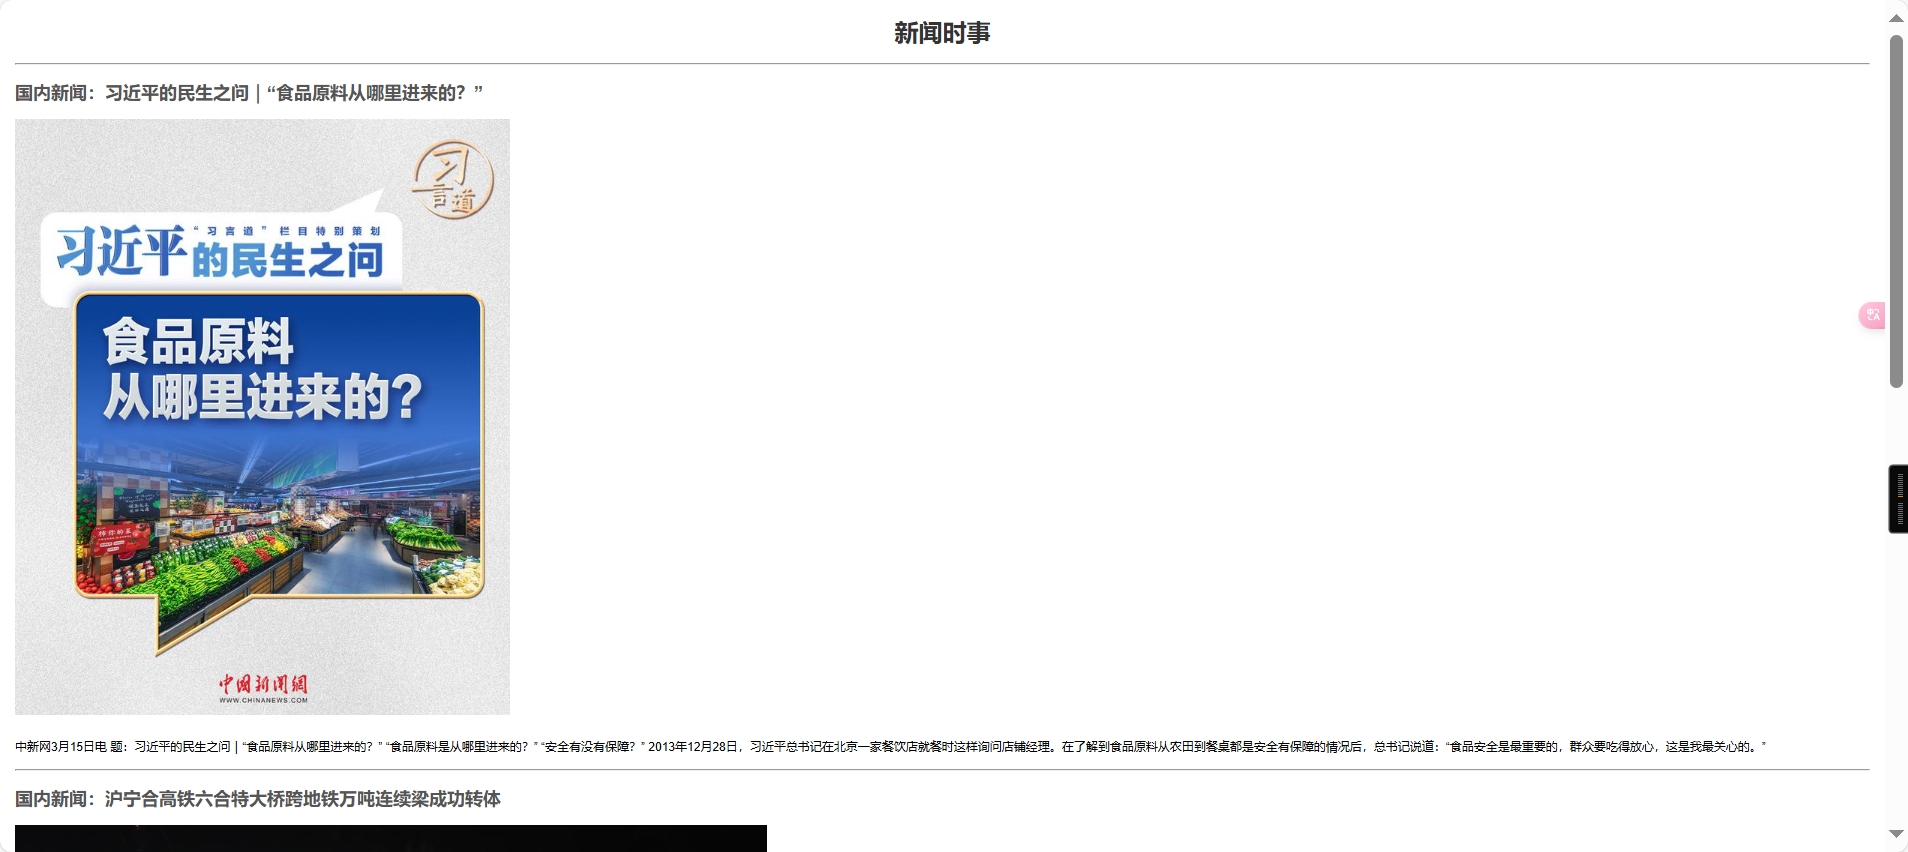 新闻时事
国内新闻：习近平的民生之问｜“食品原料从哪里进来的？”
习言道
“习言道”栏目特别策划
习近平的民生之问
食品原料
从哪里进来的？
中国新闻網
WWW.CHINANEWS.COM
中新网3月15日电 题：习近平的民生之问｜“食品原料从哪里进来的？” “食品原料是从哪里进来的？” “安全有没有保障？” 2013年12月28日，习近平总书记在北京一家餐饮店就餐时这样询问店铺经理。在了解到食品原料从农田到餐桌都是安全有保障的情况后，总书记说道：“食品安全是最重要的，群众要吃得放心，这是我最关心的。”
国内新闻：沪宁合高铁六合特大桥跨地铁万吨连续梁成功转体